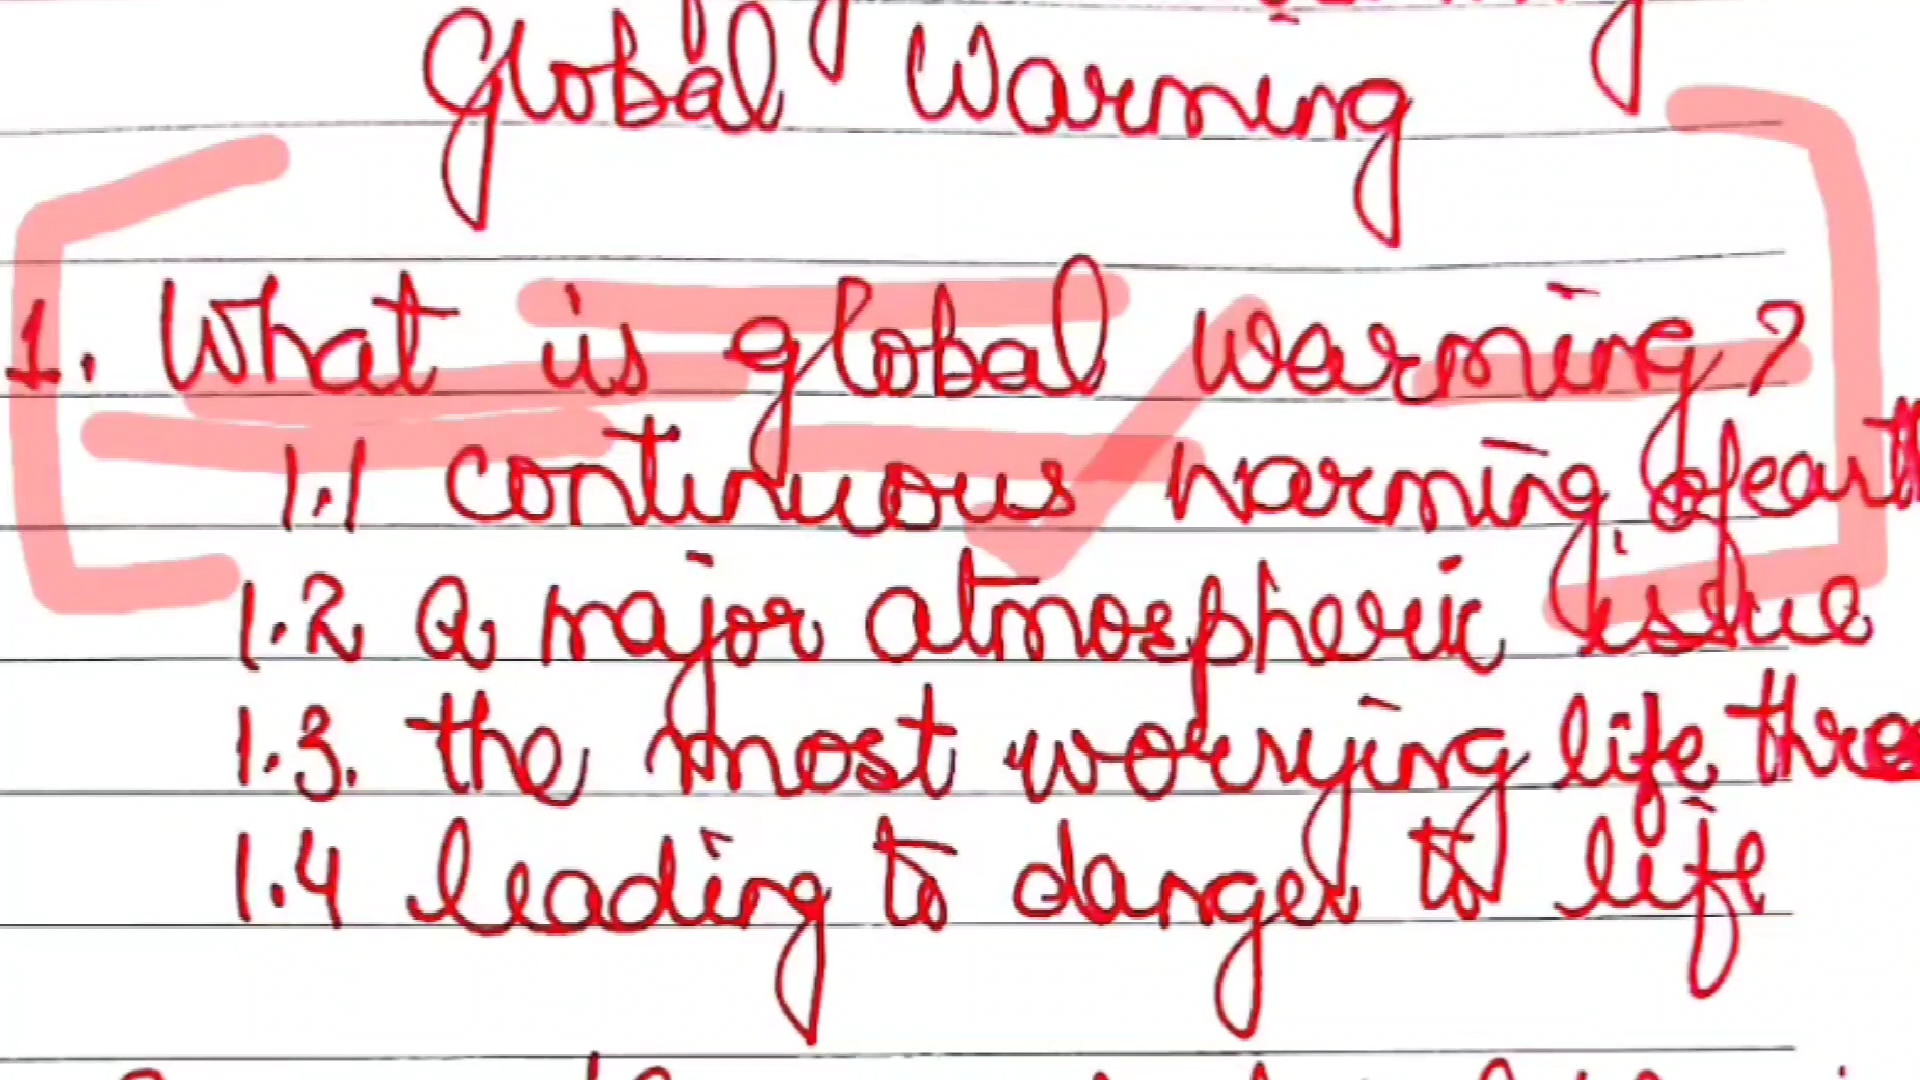 Global Warming
1. What is global warming?
1.1 continuous warming of earth
1.2 a major atmospheric issue
1.3. the most worrying life
1.4 leading to danger to life